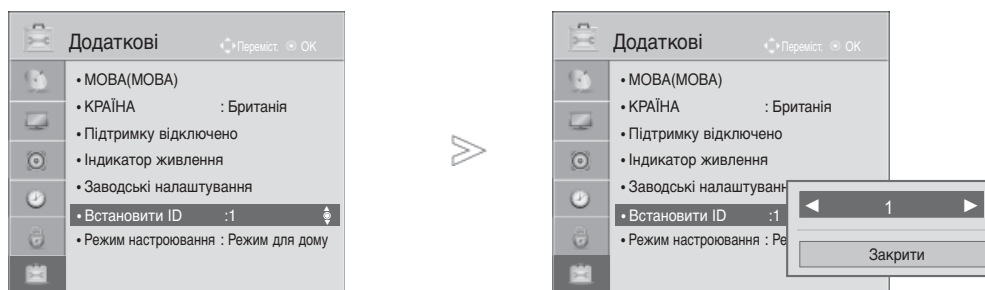 Додаткові
Переміст. OK
• МОВА(МОВА)
• КРАЇНА : Британія
• Підтримку відключено
• Індикатор живлення
• Заводські налаштування
• Встановити ID :1
• Режим настроювання : Режим для дому
>
Додаткові
Переміст. OK
• МОВА(МОВА)
• КРАЇНА : Британія
• Підтримку відключено
• Індикатор живлення
• Заводські налаштуванн
• Встановити ID :1
• Режим настроювання : Ре
◄ 1 ►
Закрити